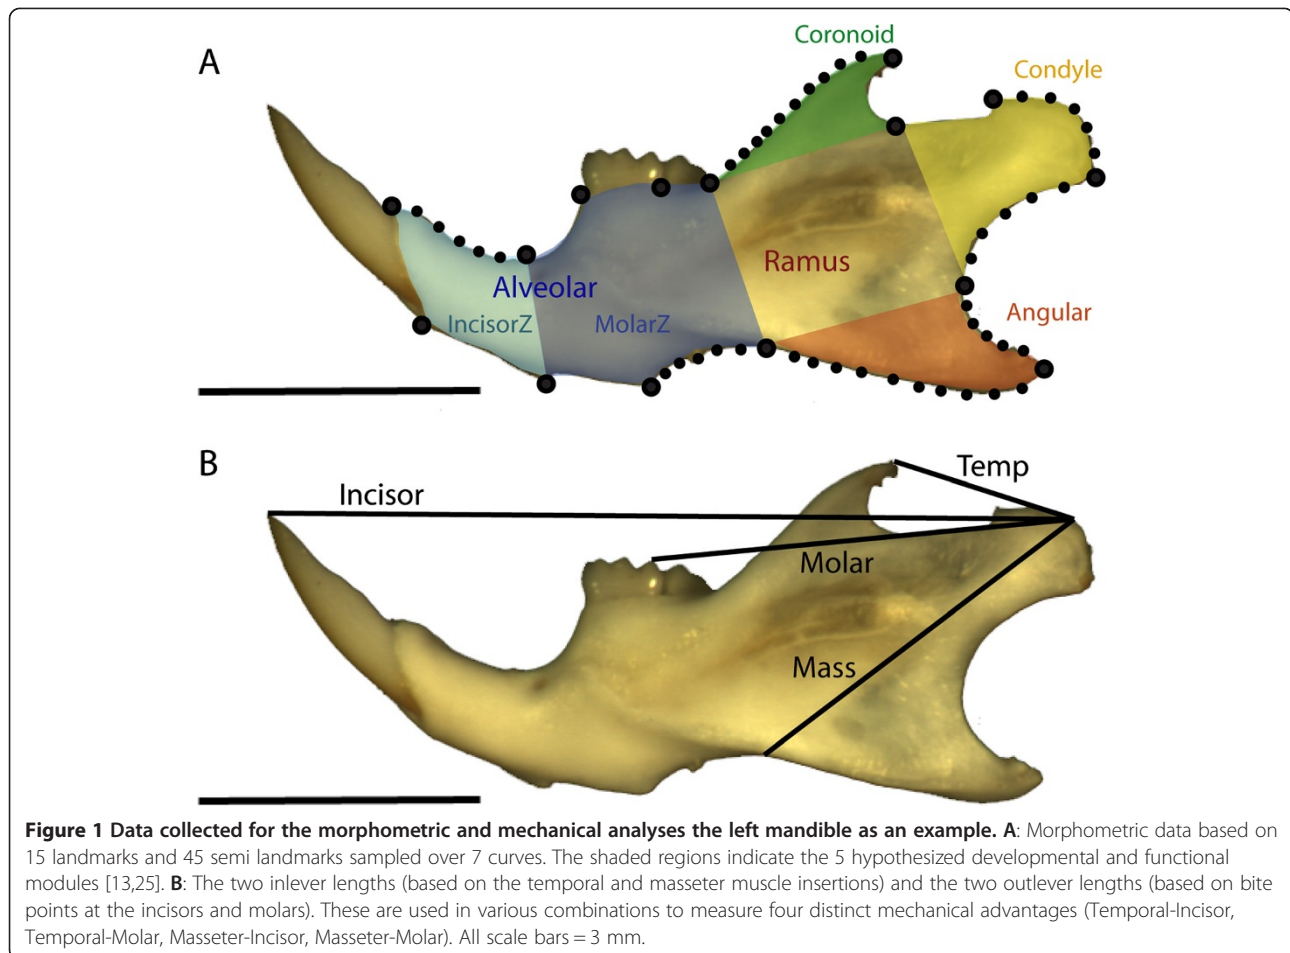 A
Coronoid
Condyle
Ramus
Alveolar
IncisorZ
MolarZ
Angular
B
Temp
Incisor
Molar
Mass
Figure 1 Data collected for the morphometric and mechanical analyses the left mandible as an example. A: Morphometric data based on
15 landmarks and 45 semi landmarks sampled over 7 curves. The shaded regions indicate the 5 hypothesized developmental and functional
modules [13,25]. B: The two inlever lengths (based on the temporal and masseter muscle insertions) and the two outlever lengths (based on bite
points at the incisors and molars). These are used in various combinations to measure four distinct mechanical advantages (Temporal-Incisor,
Temporal-Molar, Masseter-Incisor, Masseter-Molar). All scale bars = 3 mm.